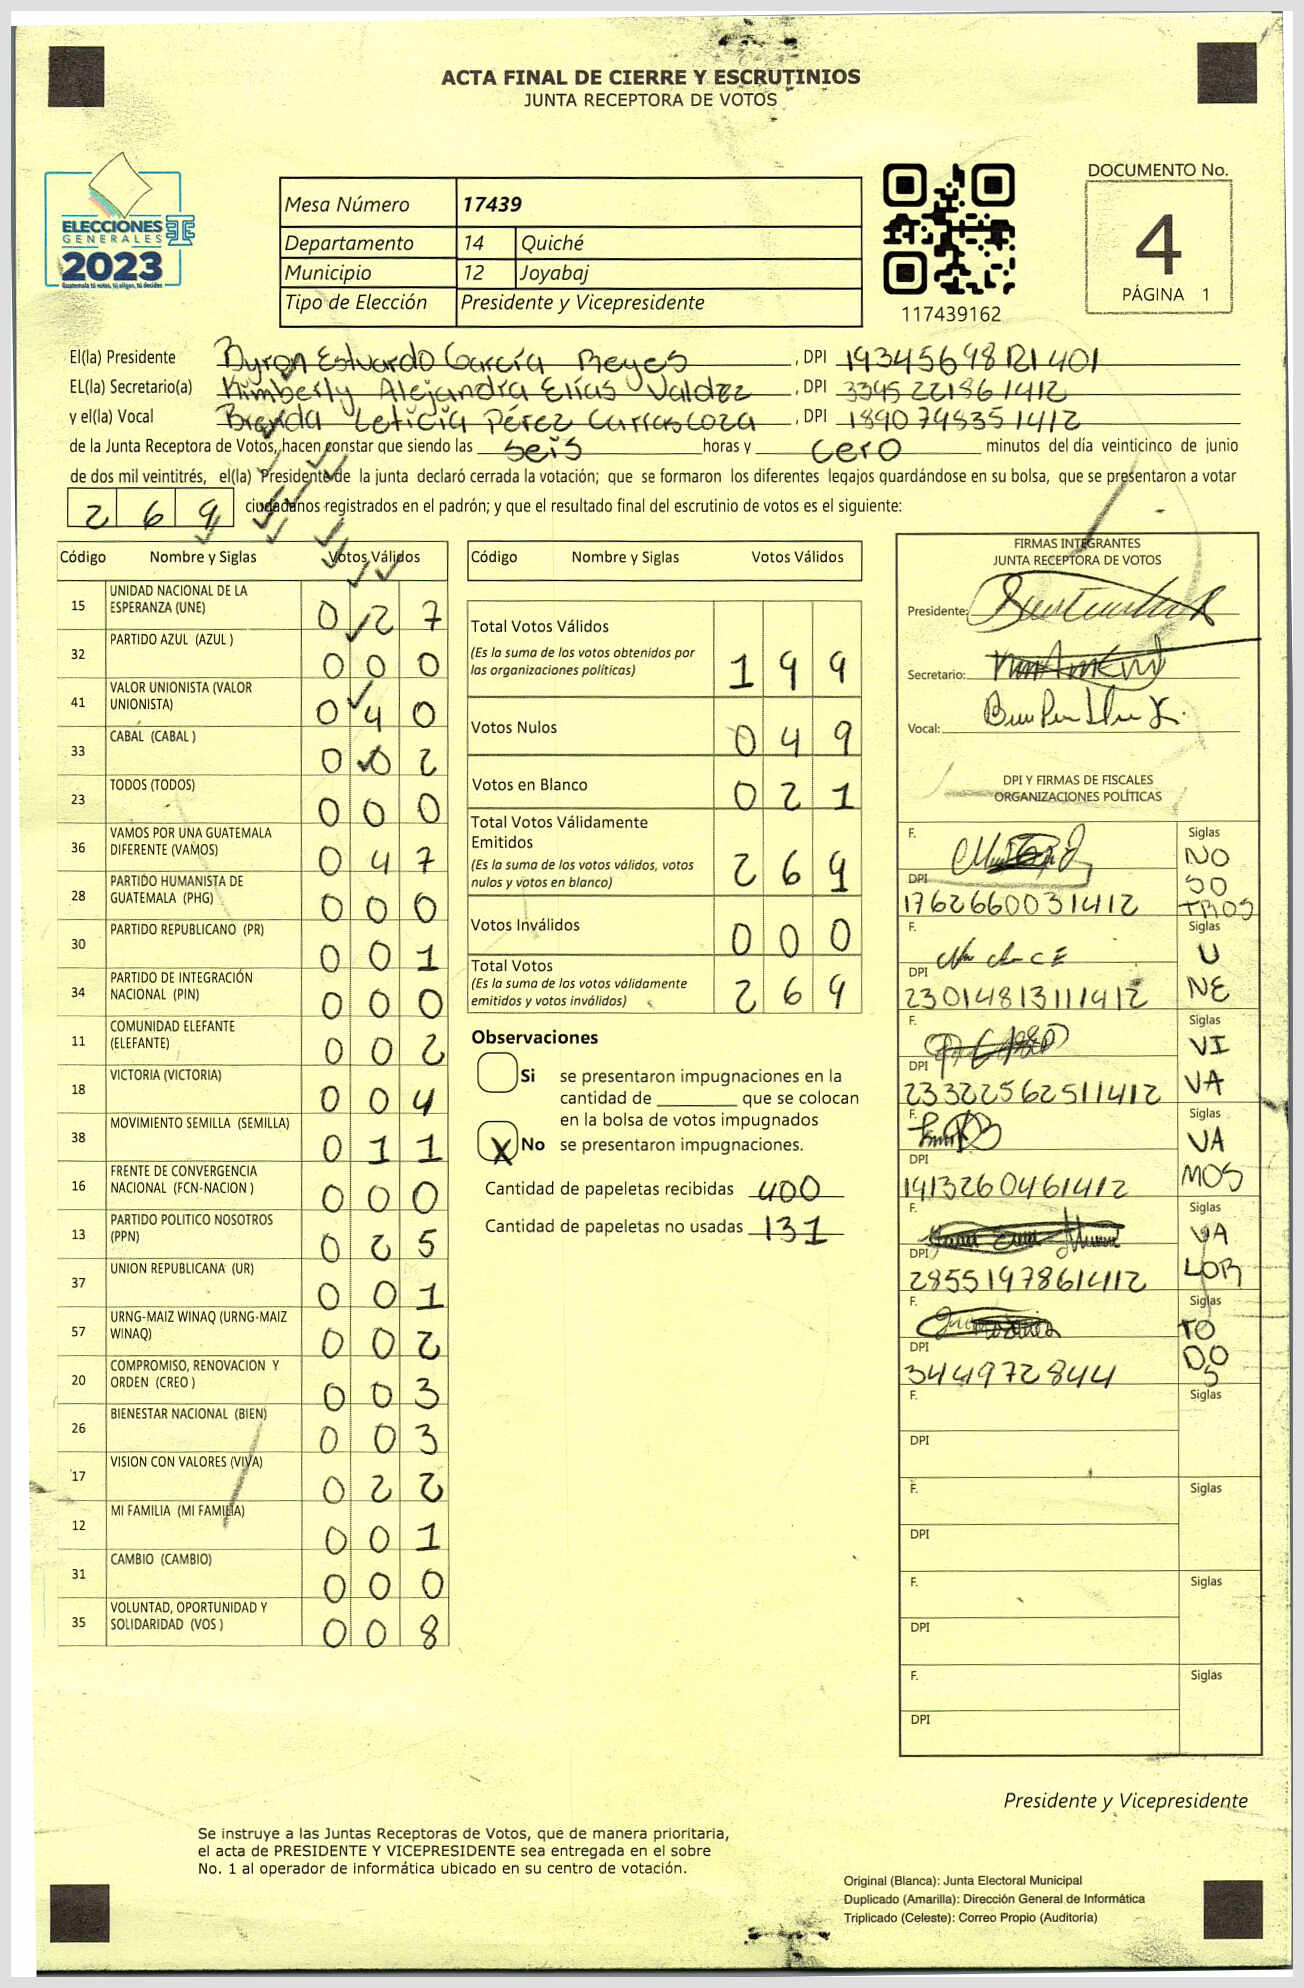 ACTA FINAL DE CIERRE Y ESCRUTINIOS
JUNTA RECEPTORA DE VOTOS
ELECCIONES
GENERALES
2023
Guatemala tú votas, tú eliges, tú decides
Mesa Número 17439
Departamento 14 Quiché
Municipio 12 Joyabaj
Tipo de Elección Presidente y Vicepresidente
117439162
DOCUMENTO No.
4
PÁGINA 1
El(la) Presidente Byron Estuardo García Reyes, DPI
EL(la) Secretario(a) Kimberly Alejandra Elías Valdez, DPI 3345221861412
y el(la) Vocal Brenda Leticia Pérez Carrascoza, DPI 1890798351412
de la Junta Receptora de Votos, hacen constar que siendo las seis horas y cero minutos del día veinticinco de junio
de dos mil veintitrés, el(la) Presidente de la junta declaró cerrada la votación; que se formaron los diferentes legajos guardándose en su bolsa, que se presentaron a votar
269 ciudadanos registrados en el padrón; y que el resultado final del escrutinio de votos es el siguiente:
Código Nombre y Siglas Votos Válidos
15 UNIDAD NACIONAL DE LA ESPERANZA (UNE) 0 2 7
32 PARTIDO AZUL (AZUL ) 0 0 0
41 VALOR UNIONISTA (VALOR UNIONISTA) 0 4 0
33 CABAL (CABAL ) 0 0 2
23 TODOS (TODOS) 0 0 0
36 VAMOS POR UNA GUATEMALA DIFERENTE (VAMOS) 0 4 7
28 PARTIDO HUMANISTA DE GUATEMALA (PHG) 0 0 0
30 PARTIDO REPUBLICANO (PR) 0 0 1
34 PARTIDO DE INTEGRACIÓN NACIONAL (PIN) 0 0 0
11 COMUNIDAD ELEFANTE (ELEFANTE) 0 0 2
18 VICTORIA (VICTORIA) 0 0 4
38 MOVIMIENTO SEMILLA (SEMILLA) 0 1 1
16 FRENTE DE CONVERGENCIA NACIONAL (FCN-NACION ) 0 0 0
13 PARTIDO POLITICO NOSOTROS (PPN) 0 2 5
37 UNION REPUBLICANA (UR) 0 0 1
57 URNG-MAIZ WINAQ (URNG-MAIZ WINAQ) 0 0 2
20 COMPROMISO, RENOVACION Y ORDEN (CREO ) 0 0 3
26 BIENESTAR NACIONAL (BIEN) 0 0 3
17 VISION CON VALORES (VIVA) 0 2 2
12 MI FAMILIA (MI FAMILIA) 0 0 1
31 CAMBIO (CAMBIO) 0 0 0
35 VOLUNTAD, OPORTUNIDAD Y SOLIDARIDAD (VOS ) 0 0 8
Código Nombre y Siglas Votos Válidos
Total Votos Válidos 1 9 9
(Es la suma de los votos obtenidos por
las organizaciones políticas)
Votos Nulos 0 4 9
Votos en Blanco 0 2 1
Total Votos Válidamente
Emitidos 2 6 9
(Es la suma de los votos válidos, votos
nulos y votos en blanco)
Votos Inválidos 0 0 0
Total Votos 2 6 9
(Es la suma de los votos válidamente
emitidos y votos inválidos)
Observaciones
Si se presentaron impugnaciones en la
cantidad de ________ que se colocan
en la bolsa de votos impugnados
X No se presentaron impugnaciones.
Cantidad de papeletas recibidas 400
Cantidad de papeletas no usadas 131
FIRMAS INTEGRANTES
JUNTA RECEPTORA DE VOTOS
Presidente:
Secretario:
Vocal:
DPI Y FIRMAS DE FISCALES
ORGANIZACIONES POLÍTICAS
F. Siglas
NO
SO
TROS
DPI
1762660031412
F. Siglas
U
NE
DPI
2301481311412
F. Siglas
VI
VA
DPI
2332256251412
F. Siglas
VA
MOS
DPI
1413260461412
F. Siglas
VA
LOR
DPI
2855197861412
F. Siglas
TO
DO
S
DPI
344972844
F. Siglas
DPI
F. Siglas
DPI
F. Siglas
DPI
F. Siglas
DPI
Presidente y Vicepresidente
Se instruye a las Juntas Receptoras de Votos, que de manera prioritaria,
el acta de PRESIDENTE Y VICEPRESIDENTE sea entregada en el sobre
No. 1 al operador de informática ubicado en su centro de votación.
Original (Blanca): Junta Electoral Municipal
Duplicado (Amarilla): Dirección General de Informática
Triplicado (Celeste): Correo Propio (Auditoría)